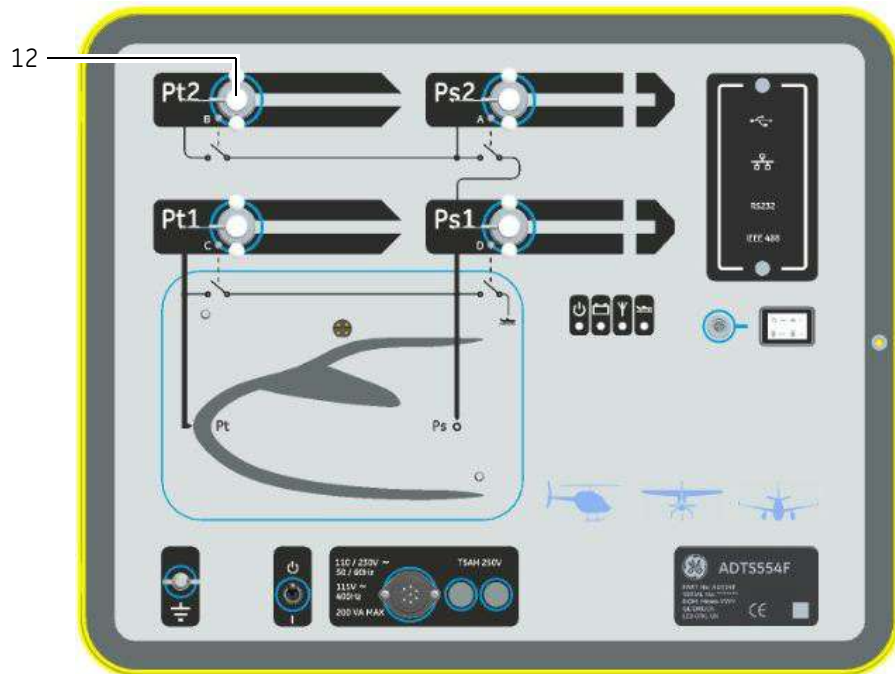 12
Pt2
B
Ps2
A
Pt1
C
Ps1
D
RS232
IEEE 488
Pt
Ps
110 / 230V ~
50 / 60Hz
115V ~
400Hz
200 VA MAX
T5AH 250V
I
GE ADTS554F
CE